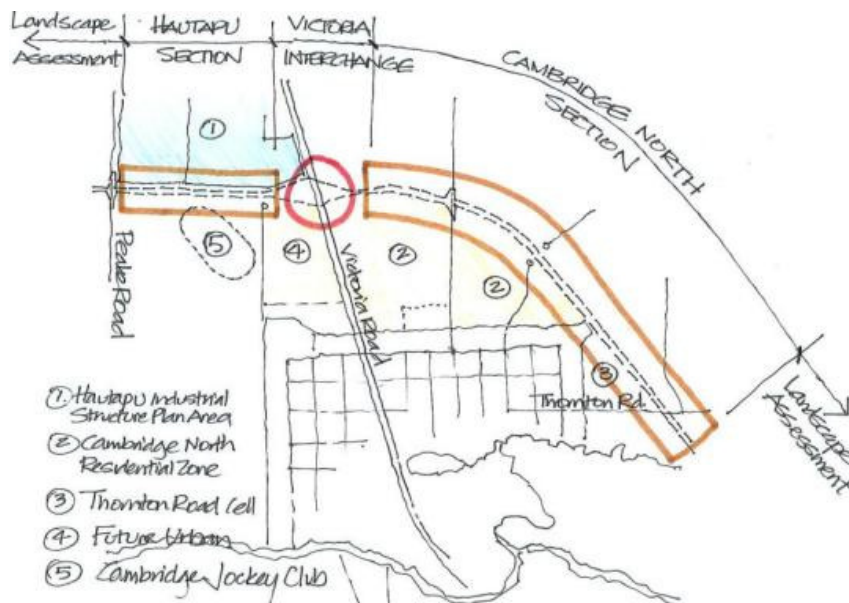 Landscape
Assessment
HAUTAPU
SECTION
VICTORIA
INTERCHANGE
CAMBRIDGE NORTH
SECTION
①
⑤
④
②
②
③
Peake Road
Victoria Road
Thornton Rd.
Landscape
Assessment
① Hautapu Industrial
Structure Plan Area
② Cambridge North
Residential Zone
③ Thornton Road Cell
④ Future Urban
⑤ Cambridge Jockey Club